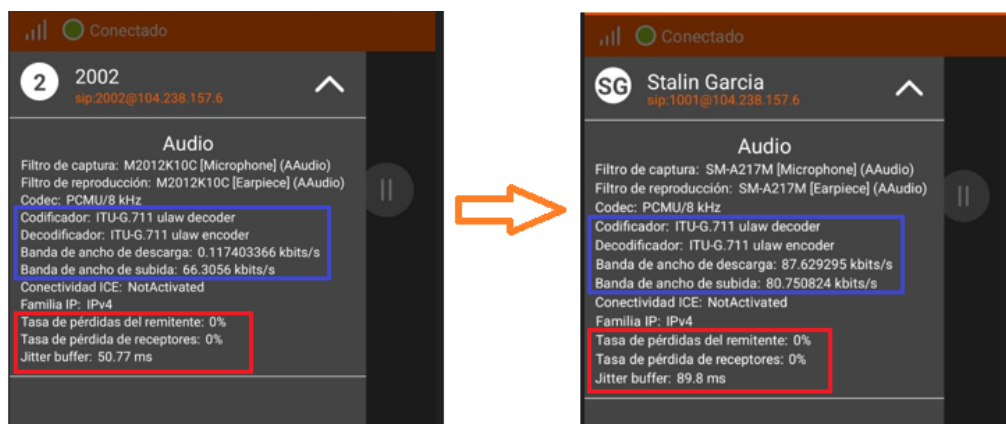 Conectado
2
2002
sip:2002@104.238.157.6
Audio
Filtro de captura: M2012K10C [Microphone] (AAudio)
Filtro de reproducción: M2012K10C [Earpiece] (AAudio)
Codec: PCMU/8 kHz
Codificador: ITU-G.711 ulaw decoder
Decodificador: ITU-G.711 ulaw encoder
Banda de ancho de descarga: 0.117403366 kbits/s
Banda de ancho de subida: 66.3056 kbits/s
Conectividad ICE: NotActivated
Familia IP: IPv4
Tasa de pérdidas del remitente: 0%
Tasa de pérdida de receptores: 0%
Jitter buffer: 50.77 ms
Conectado
SG
Stalin Garcia
sip:1001@104.238.157.6
Audio
Filtro de captura: SM-A217M [Microphone] (AAudio)
Filtro de reproducción: SM-A217M [Earpiece] (AAudio)
Codec: PCMU/8 kHz
Codificador: ITU-G.711 ulaw decoder
Decodificador: ITU-G.711 ulaw encoder
Banda de ancho de descarga: 87.629295 kbits/s
Banda de ancho de subida: 80.750824 kbits/s
Conectividad ICE: NotActivated
Familia IP: IPv4
Tasa de pérdidas del remitente: 0%
Tasa de pérdida de receptores: 0%
Jitter buffer: 89.8 ms